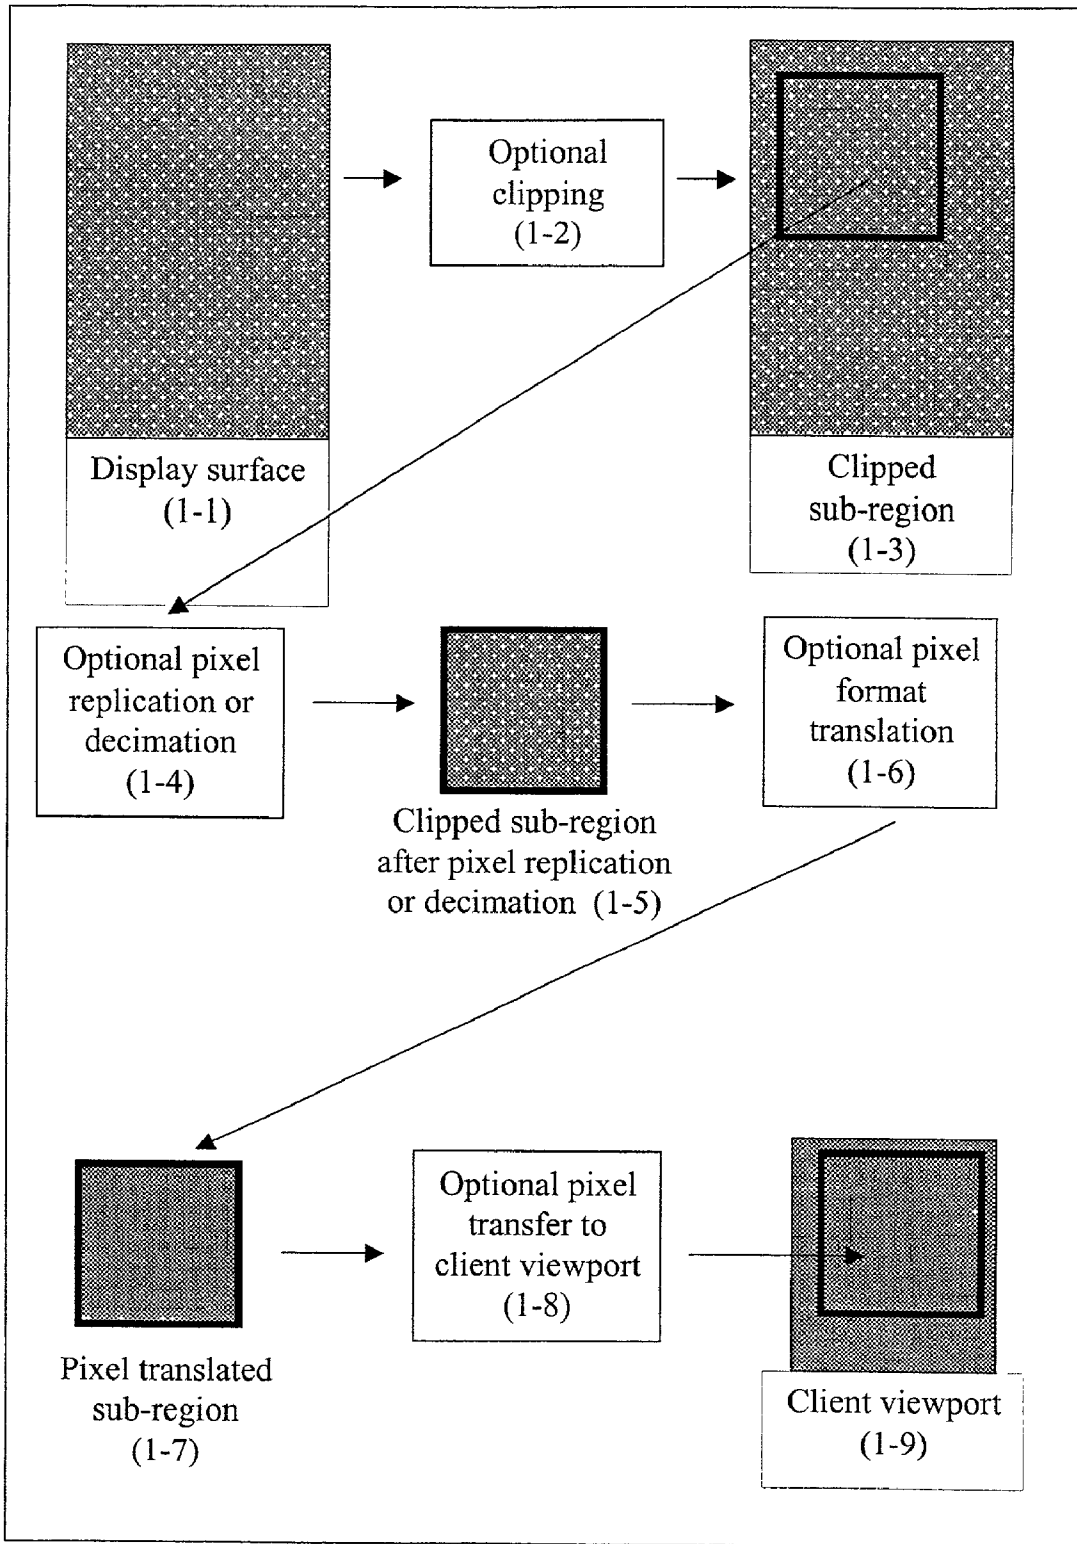 Optional
clipping
(1-2)
Display surface
(1-1)
Clipped
sub-region
(1-3)
Optional pixel
replication or
decimation
(1-4)
Clipped sub-region
after pixel replication
or decimation (1-5)
Optional pixel
format
translation
(1-6)
Pixel translated
sub-region
(1-7)
Optional pixel
transfer to
client viewport
(1-8)
Client viewport
(1-9)